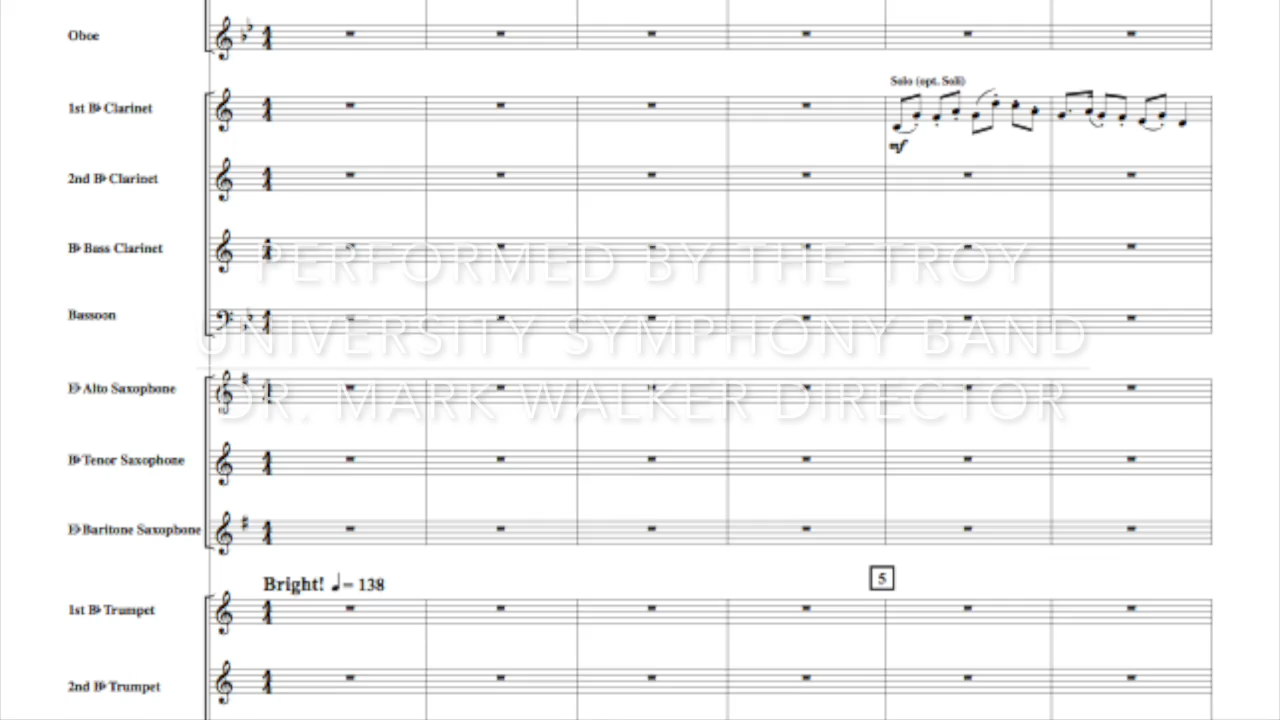 Oboe
Solo (opt. Soli)
1st B♭ Clarinet
mf
2nd B♭ Clarinet
B♭ Bass Clarinet
PERFORMED BY THE TROY
Bassoon
UNIVERSITY SYMPHONY BAND
E♭ Alto Saxophone
DR. MARK WALKER DIRECTOR
B♭ Tenor Saxophone
E♭ Baritone Saxophone
Bright! ♩= 138
5
1st B♭ Trumpet
2nd B♭ Trumpet